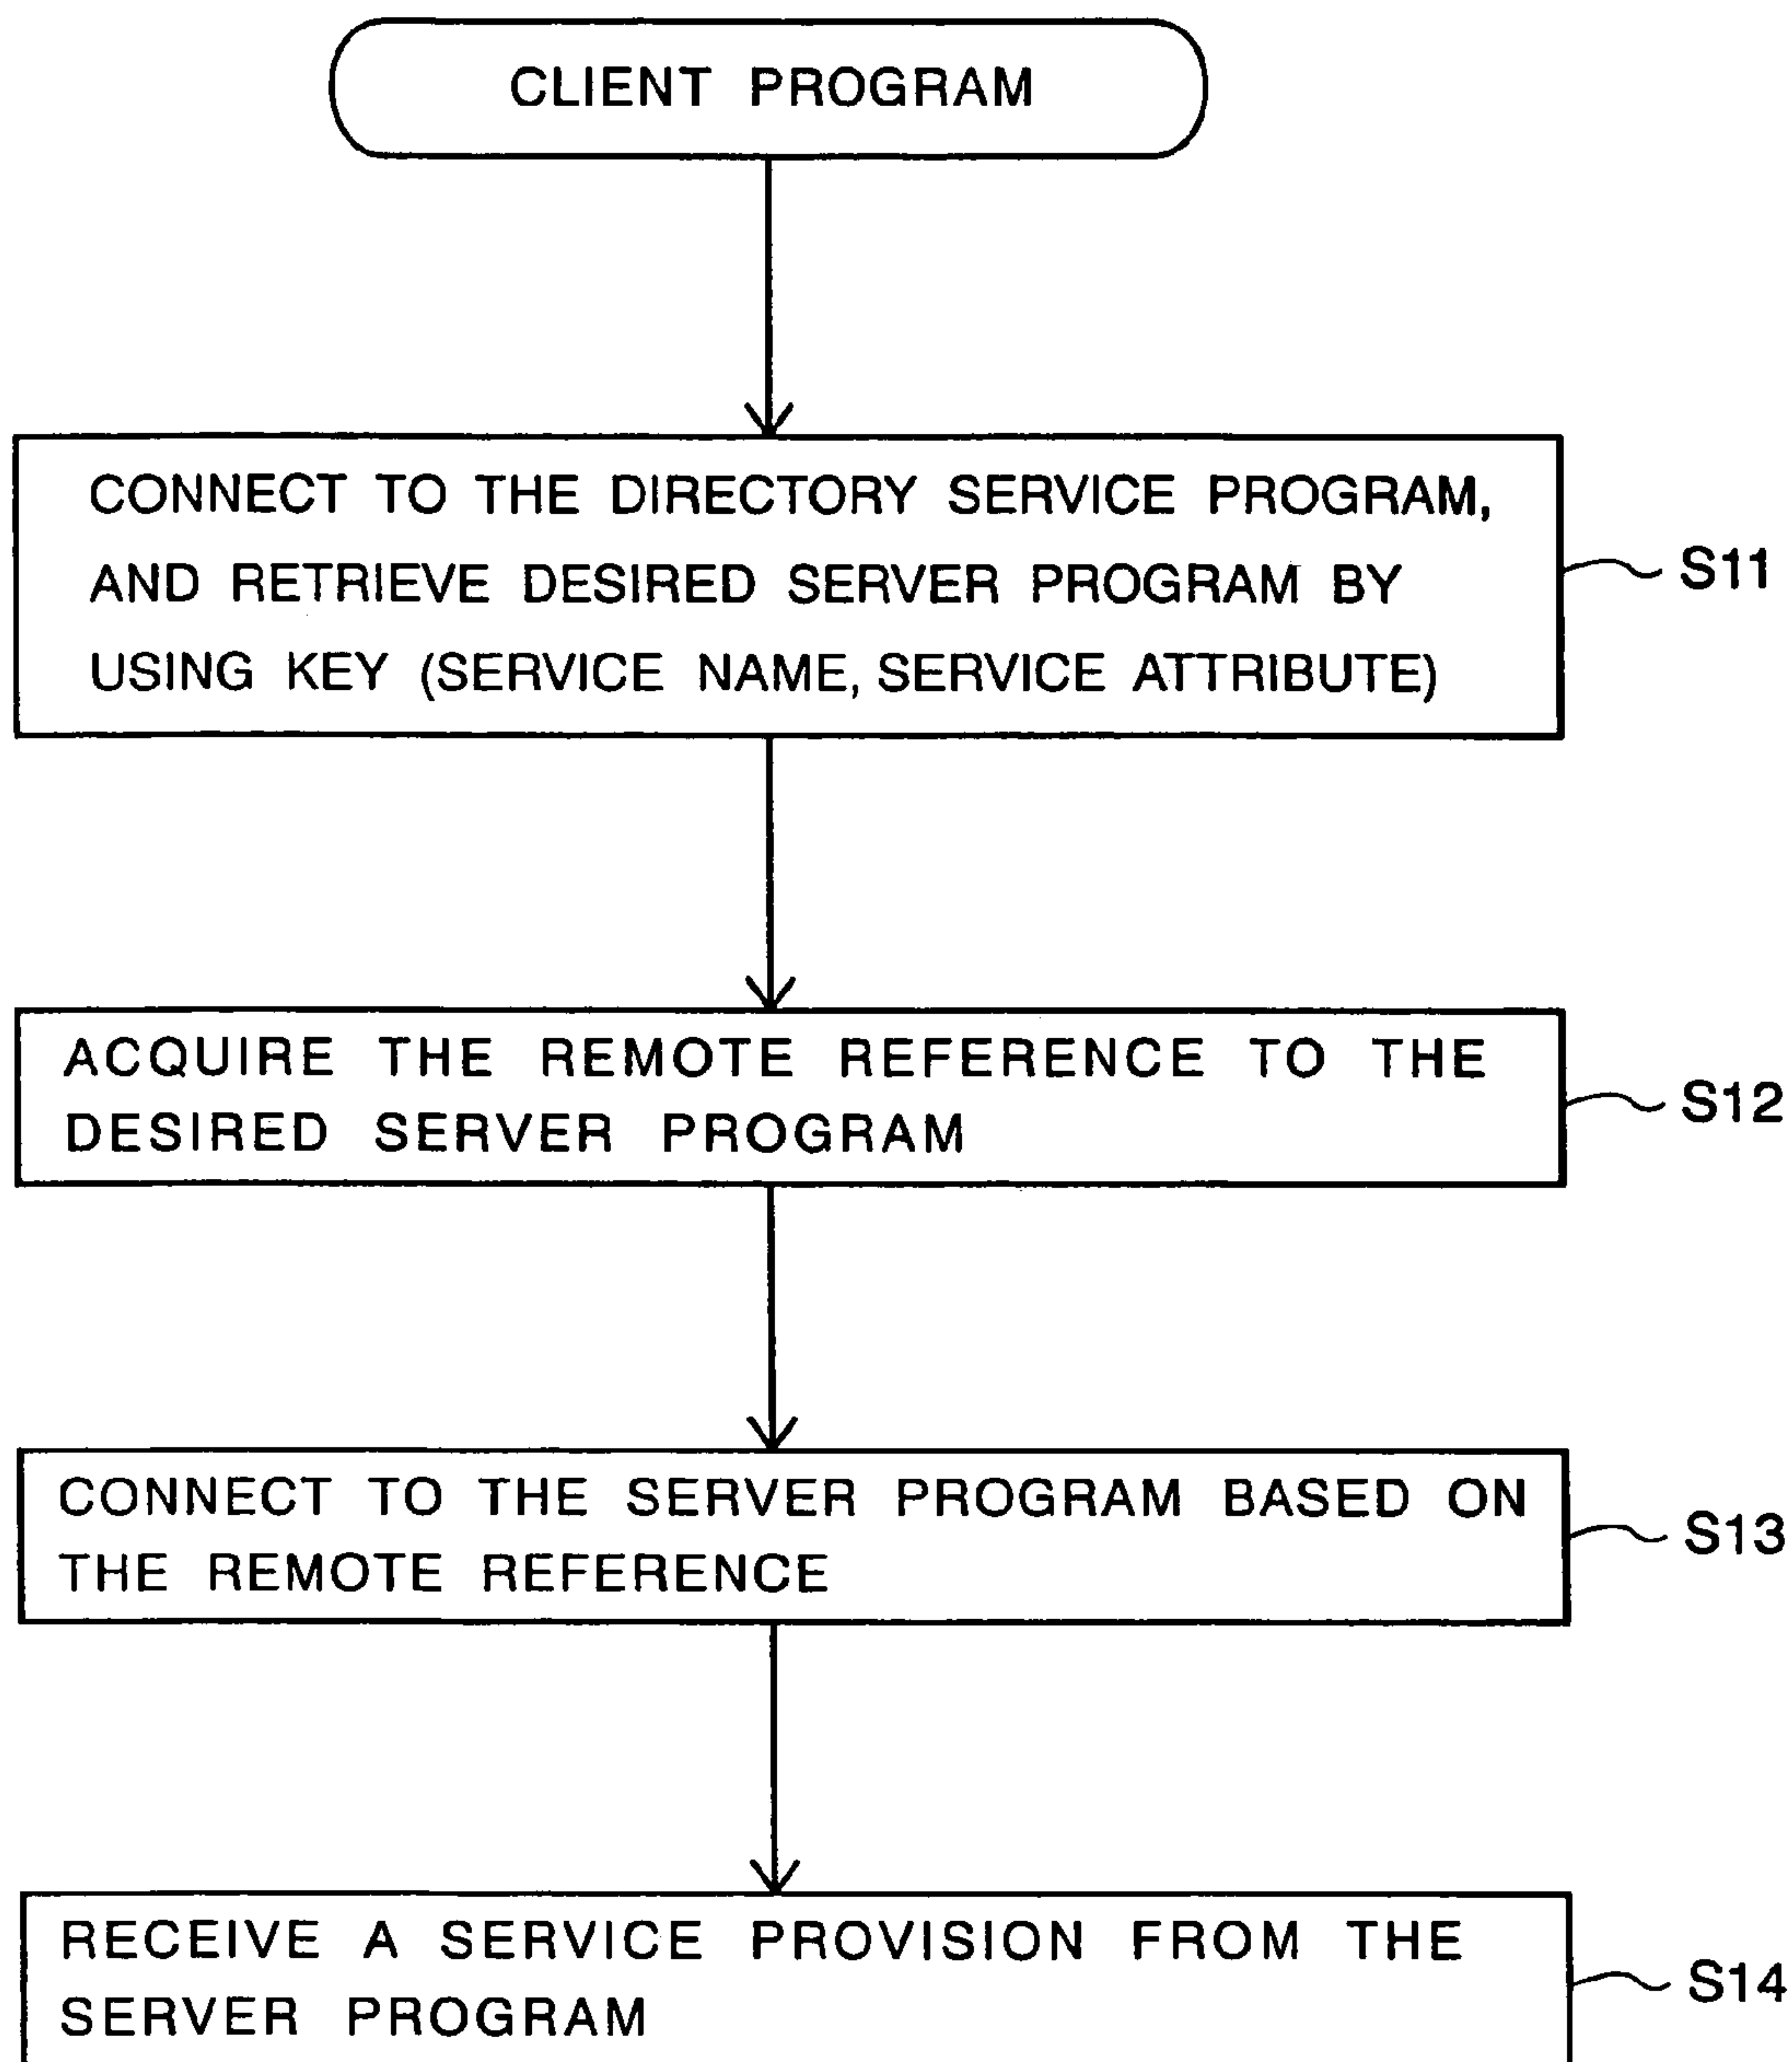 CLIENT PROGRAM
CONNECT TO THE DIRECTORY SERVICE PROGRAM,
AND RETRIEVE DESIRED SERVER PROGRAM BY
USING KEY (SERVICE NAME, SERVICE ATTRIBUTE)
S11
ACQUIRE THE REMOTE REFERENCE TO THE
DESIRED SERVER PROGRAM
S12
CONNECT TO THE SERVER PROGRAM BASED ON
THE REMOTE REFERENCE
S13
RECEIVE A SERVICE PROVISION FROM THE
SERVER PROGRAM
S14